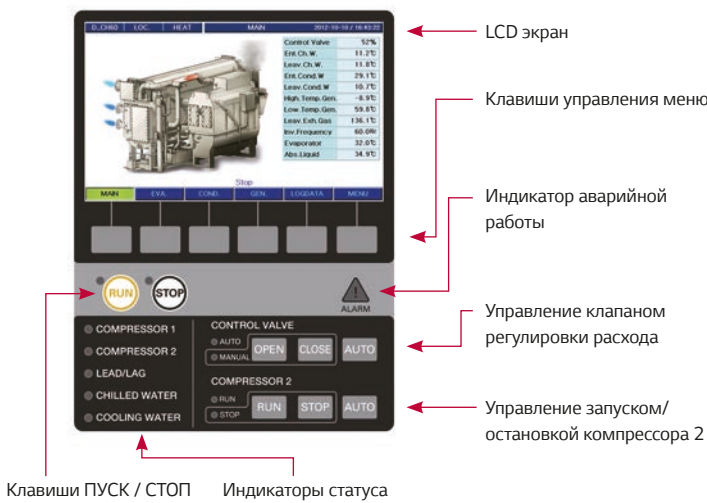 D..CH60 LOC. HEAT MAIN 2012-10-10 / 16:43:22
LCD экран
Control Valve 52%
Ent.Ch.W. 11.2℃
Leav.Ch.W. 11.8℃
Ent.Cond.W 29.1℃
Leav.Cond.W 10.7℃
High.Temp.Gen. -8.9℃
Low.Temp.Gen. 59.8℃
Leav.Exh.Gas 136.1℃
Inv.Frequency 60.0Hz
Evaporator 32.0℃
Abs.Liquid 34.9℃
Stop
MAIN EVA. COND. GEN. LOGDATA MENU
Клавиши управления меню
Индикатор аварийной
работы
RUN STOP
ALARM
COMPRESSOR 1
COMPRESSOR 2
LEAD/LAG
CHILLED WATER
COOLING WATER
CONTROL VALVE
AUTO
MANUAL
OPEN CLOSE AUTO
COMPRESSOR 2
RUN
STOP
RUN STOP AUTO
Управление клапаном
регулировки расхода
Управление запуском/
остановкой компрессора 2
Клавиши ПУСК / СТОП
Индикаторы статуса